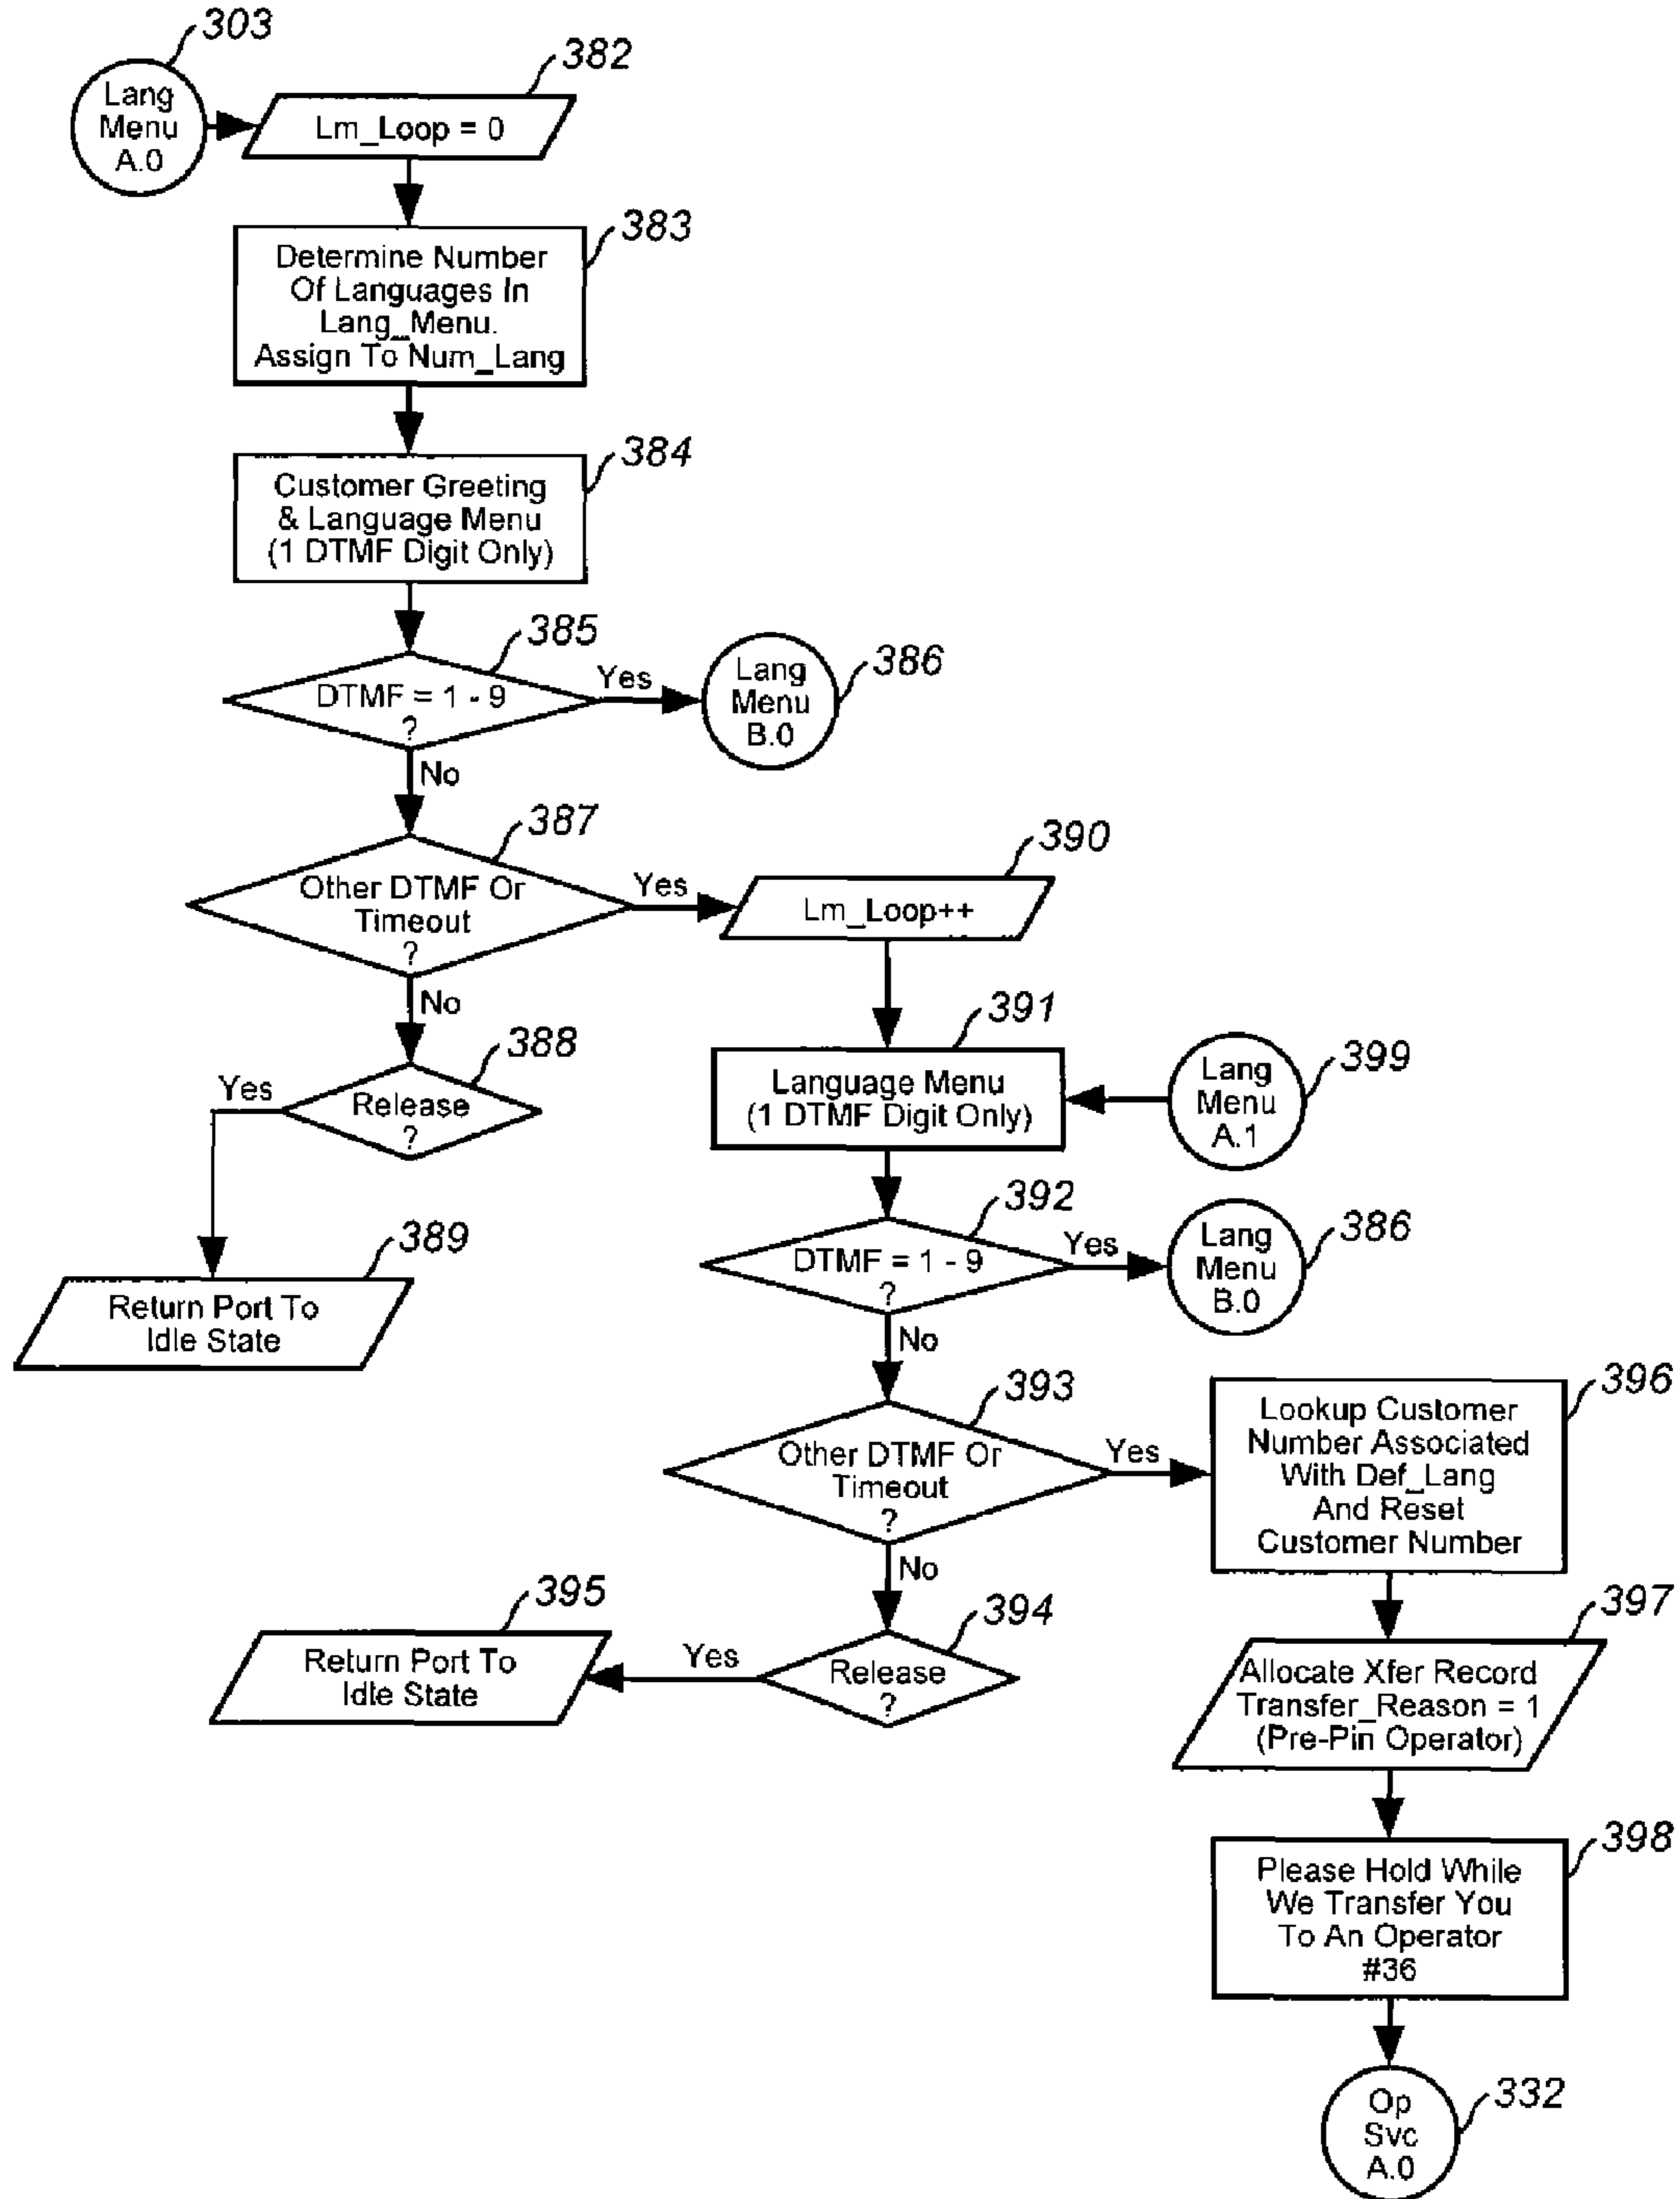 303
Lang
Menu
A.0
382
Lm_Loop = 0
383
Determine Number
Of Languages In
Lang_Menu.
Assign To Num_Lang
384
Customer Greeting
& Language Menu
(1 DTMF Digit Only)
385
DTMF = 1 - 9
?
Yes
Lang
Menu
B.0
386
No
387
Other DTMF Or
Timeout
?
Yes
390
Lm_Loop++
No
388
Release
?
Yes
389
Return Port To
Idle State
391
Language Menu
(1 DTMF Digit Only)
Lang
Menu
A.1
399
392
DTMF = 1 - 9
?
Yes
Lang
Menu
B.0
386
No
393
Other DTMF Or
Timeout
?
Yes
396
Lookup Customer
Number Associated
With Def_Lang
And Reset
Customer Number
No
394
Release
?
Yes
395
Return Port To
Idle State
397
Allocate Xfer Record
Transfer_Reason = 1
(Pre-Pin Operator)
398
Please Hold While
We Transfer You
To An Operator
#36
Op
Svc
A.0
332